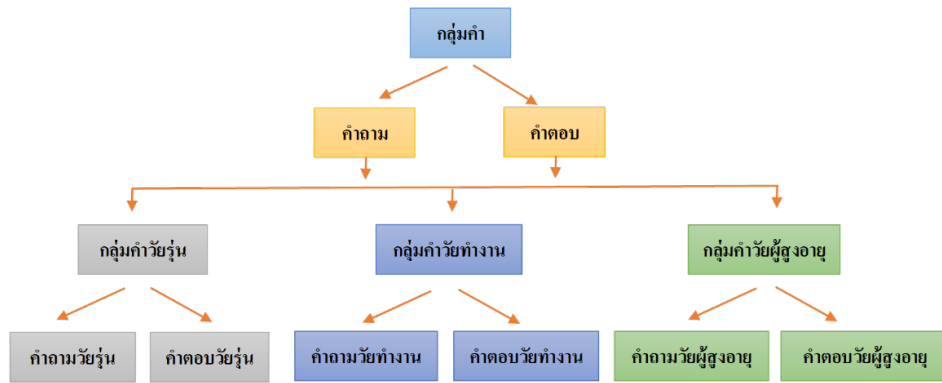 กลุ่มคำ
คำถาม
คำตอบ
กลุ่มคำวัยรุ่น
กลุ่มคำวัยทำงาน
กลุ่มคำวัยผู้สูงอายุ
คำถามวัยรุ่น
คำตอบวัยรุ่น
คำถามวัยทำงาน
คำตอบวัยทำงาน
คำถามวัยผู้สูงอายุ
คำตอบวัยผู้สูงอายุ